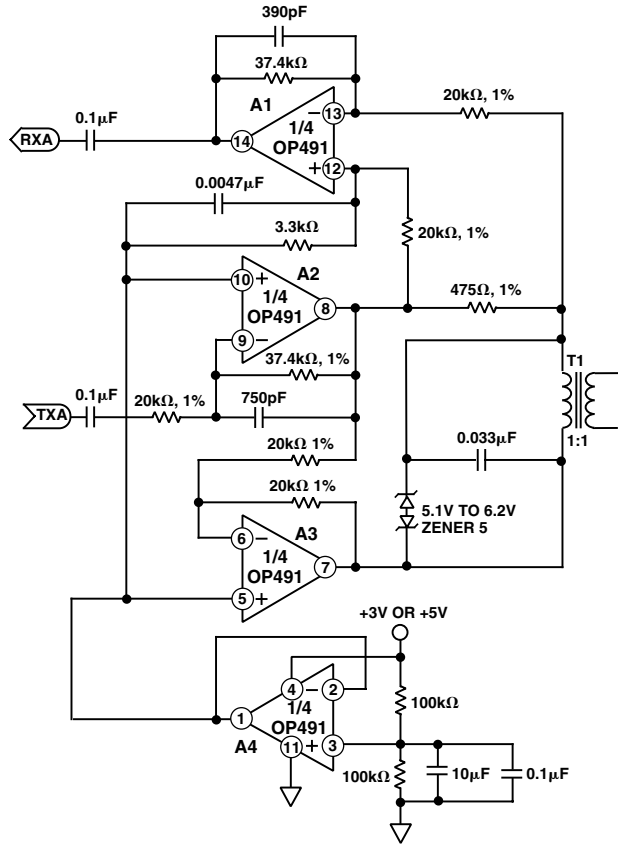 390pF
37.4kΩ
A1
20kΩ, 1%
0.1μF
RXA
14
1/4
OP491
–
13
+
12
0.0047μF
3.3kΩ
20kΩ, 1%
A2
10
+
1/4
OP491
8
475Ω, 1%
9
–
37.4kΩ, 1%
T1
0.1μF
20kΩ, 1%
750pF
TXA
1:1
0.033μF
20kΩ 1%
20kΩ 1%
5.1V TO 6.2V
ZENER 5
A3
6
–
1/4
OP491
7
5
+
+3V OR +5V
4
–
2
1/4
OP491
100kΩ
1
A4
11
+
3
100kΩ
10μF
0.1μF